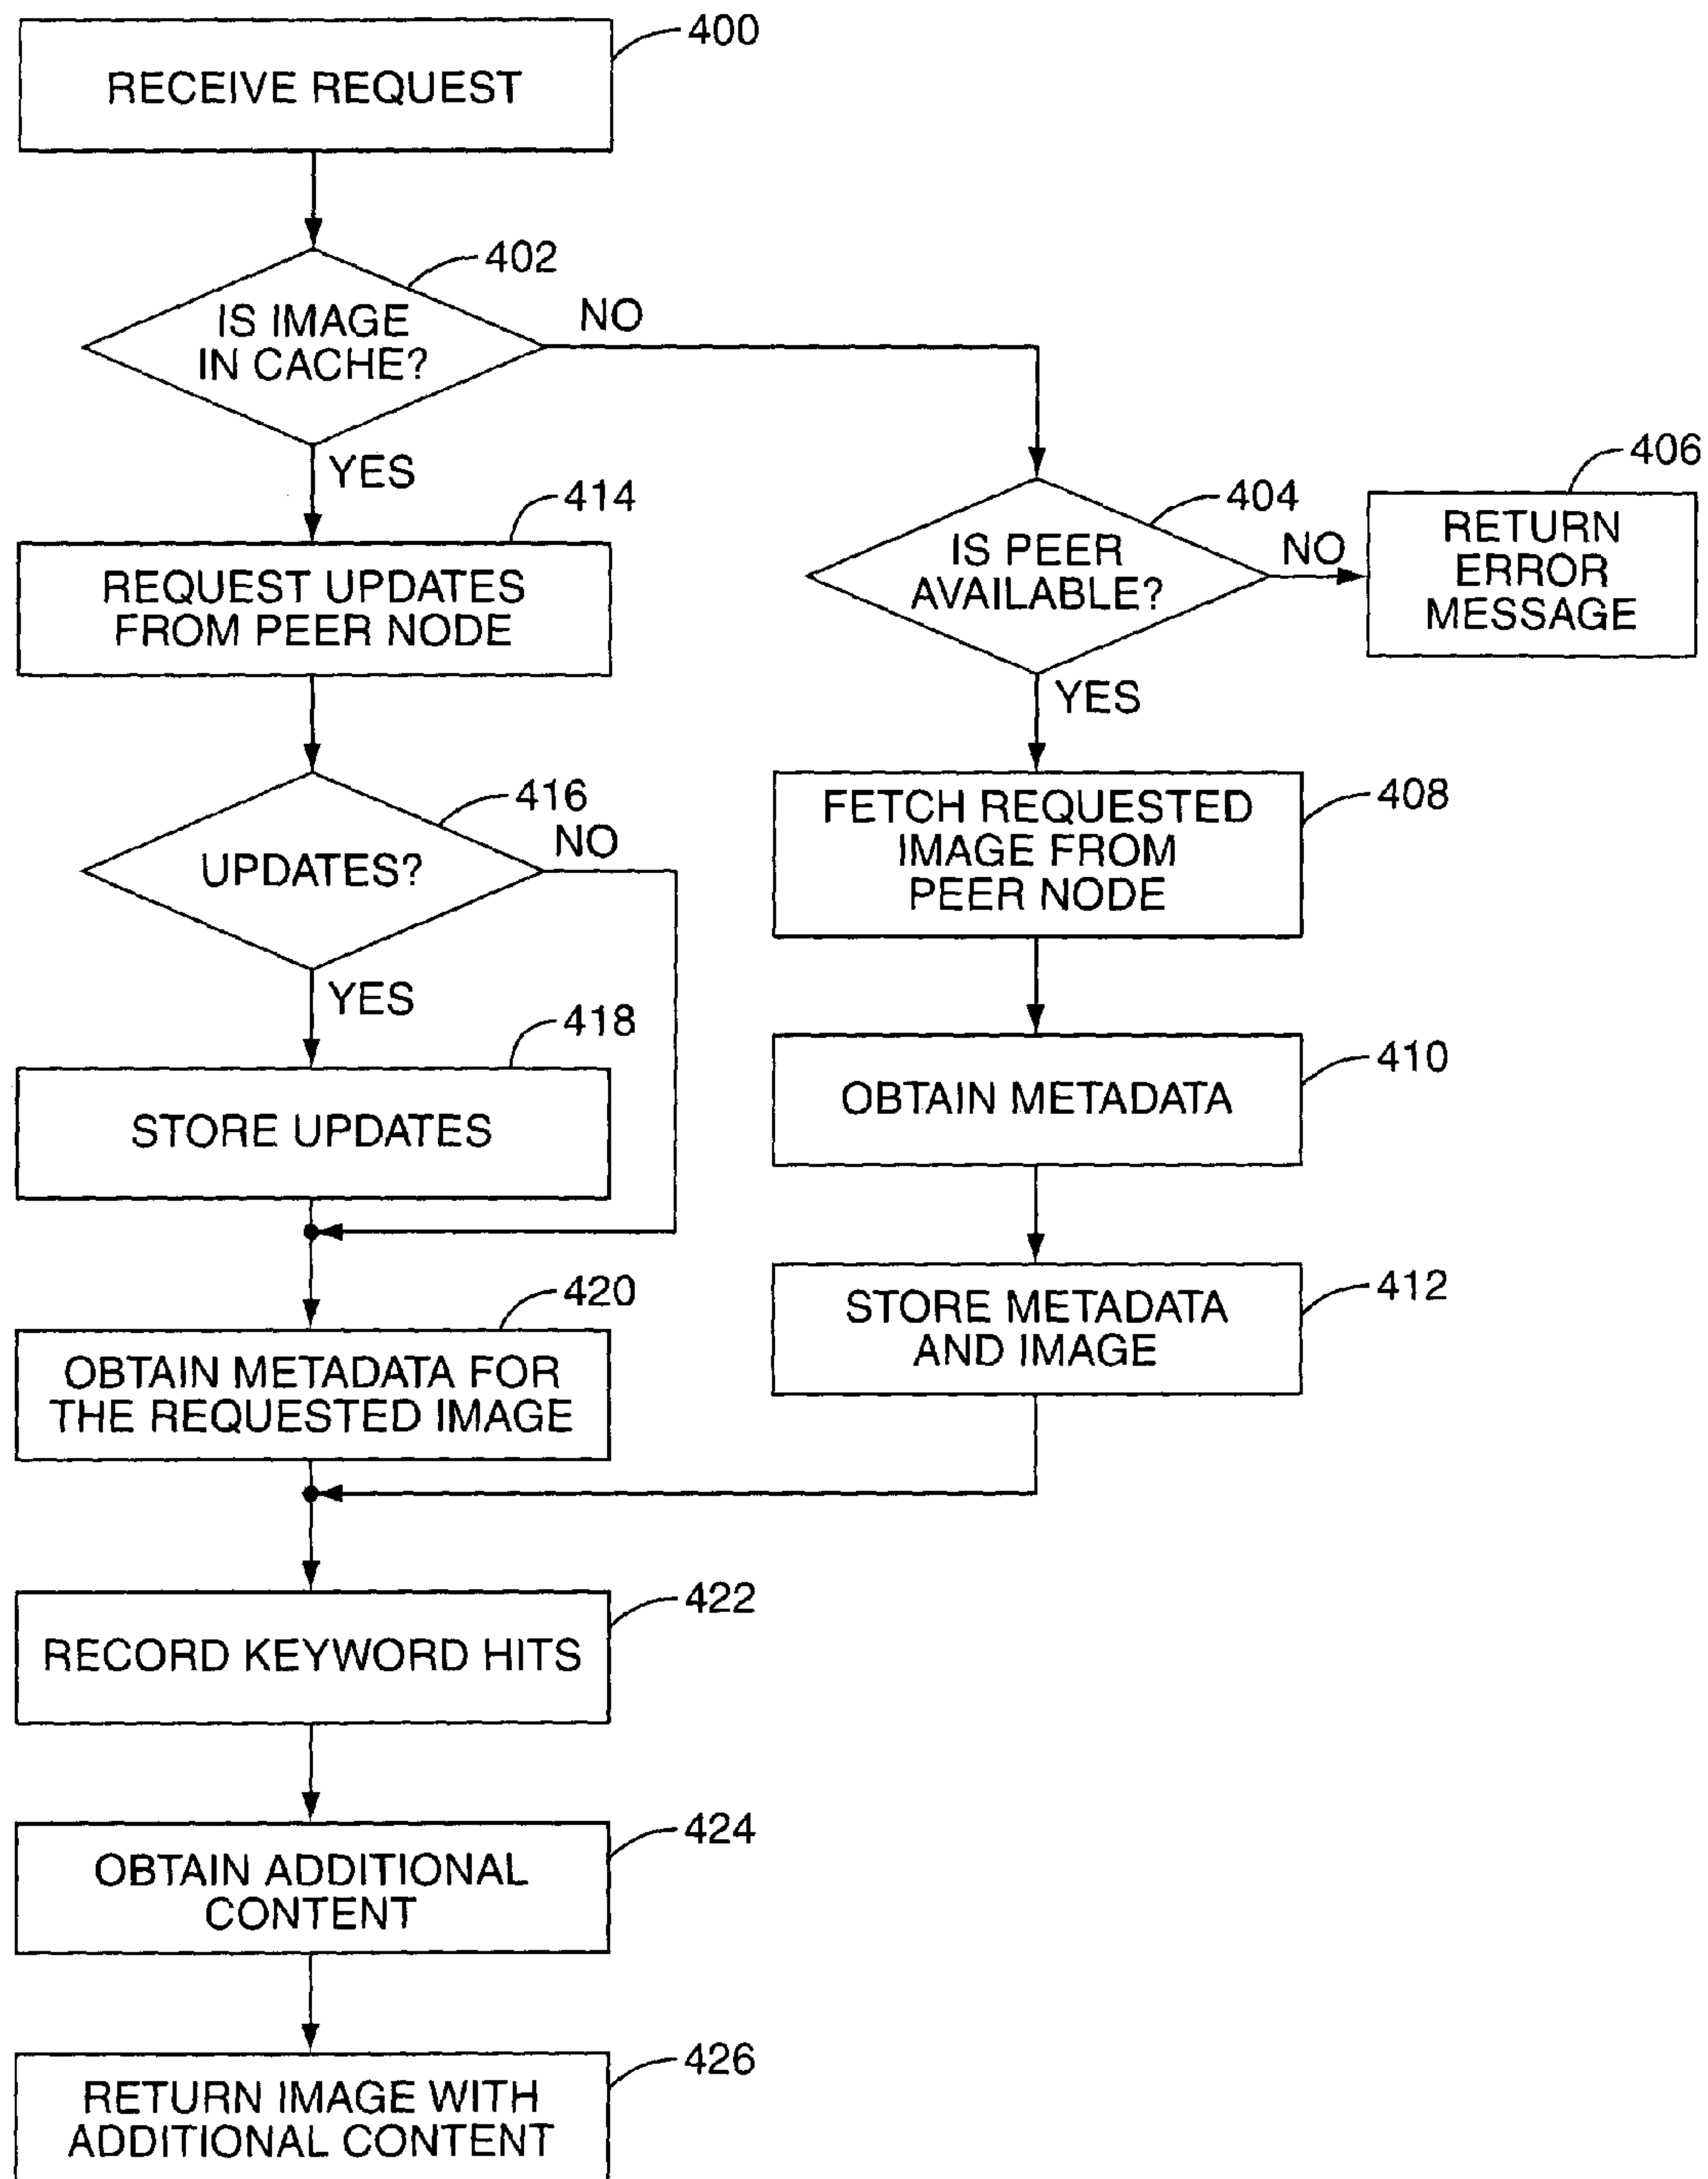 400
RECEIVE REQUEST
402
IS IMAGE
IN CACHE?
NO
YES
414
REQUEST UPDATES
FROM PEER NODE
404
IS PEER
AVAILABLE?
NO
406
RETURN
ERROR
MESSAGE
YES
416
UPDATES?
NO
YES
408
FETCH REQUESTED
IMAGE FROM
PEER NODE
418
STORE UPDATES
410
OBTAIN METADATA
420
OBTAIN METADATA FOR
THE REQUESTED IMAGE
412
STORE METADATA
AND IMAGE
422
RECORD KEYWORD HITS
424
OBTAIN ADDITIONAL
CONTENT
426
RETURN IMAGE WITH
ADDITIONAL CONTENT